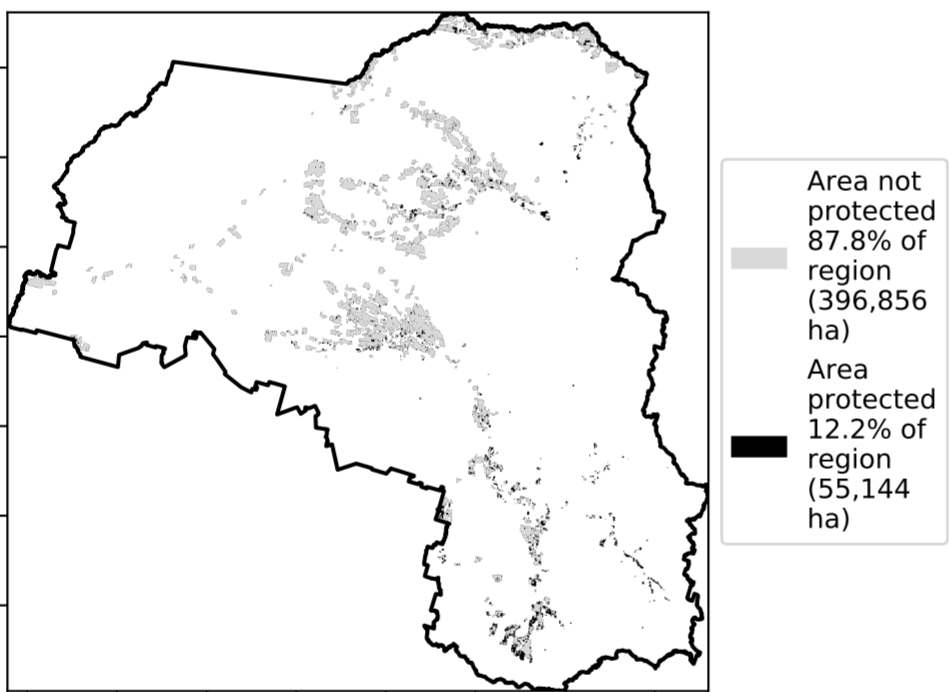 Area not
protected
87.8% of
region
(396,856
ha)
Area
protected
12.2% of
region
(55,144
ha)